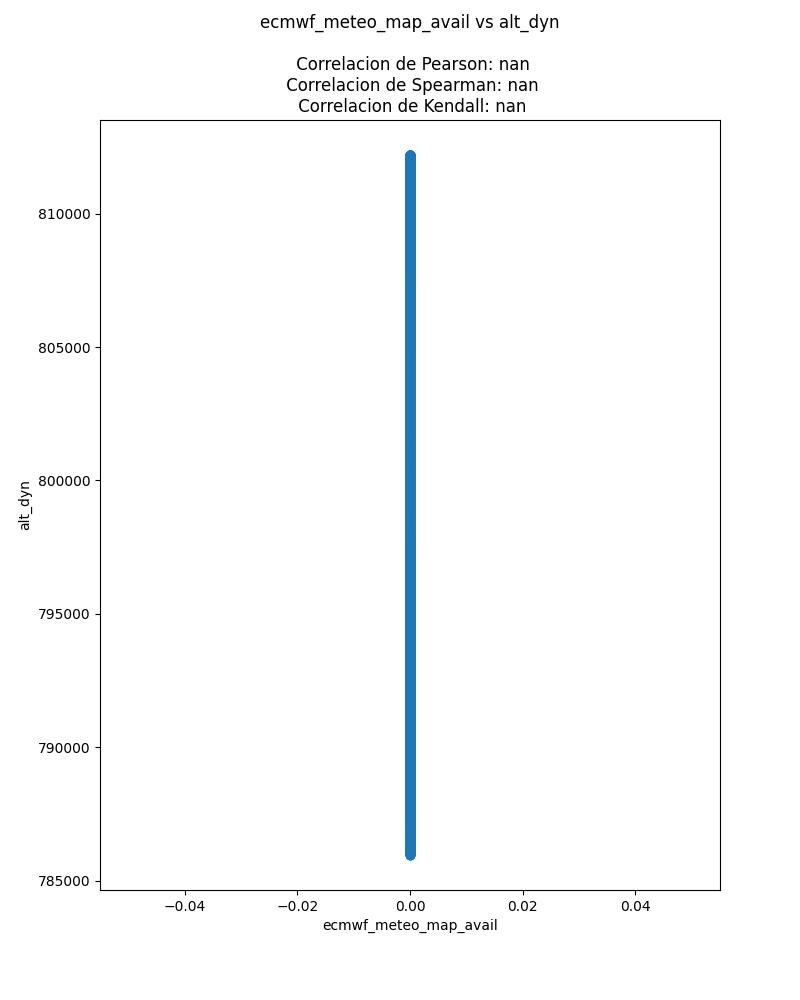 ecmwf_meteo_map_avail vs alt_dyn
Correlacion de Pearson: nan
Correlacion de Spearman: nan
Correlacion de Kendall: nan
810000
805000
800000
795000
790000
785000
alt_dyn
−0.04
−0.02
0.00
0.02
0.04
ecmwf_meteo_map_avail